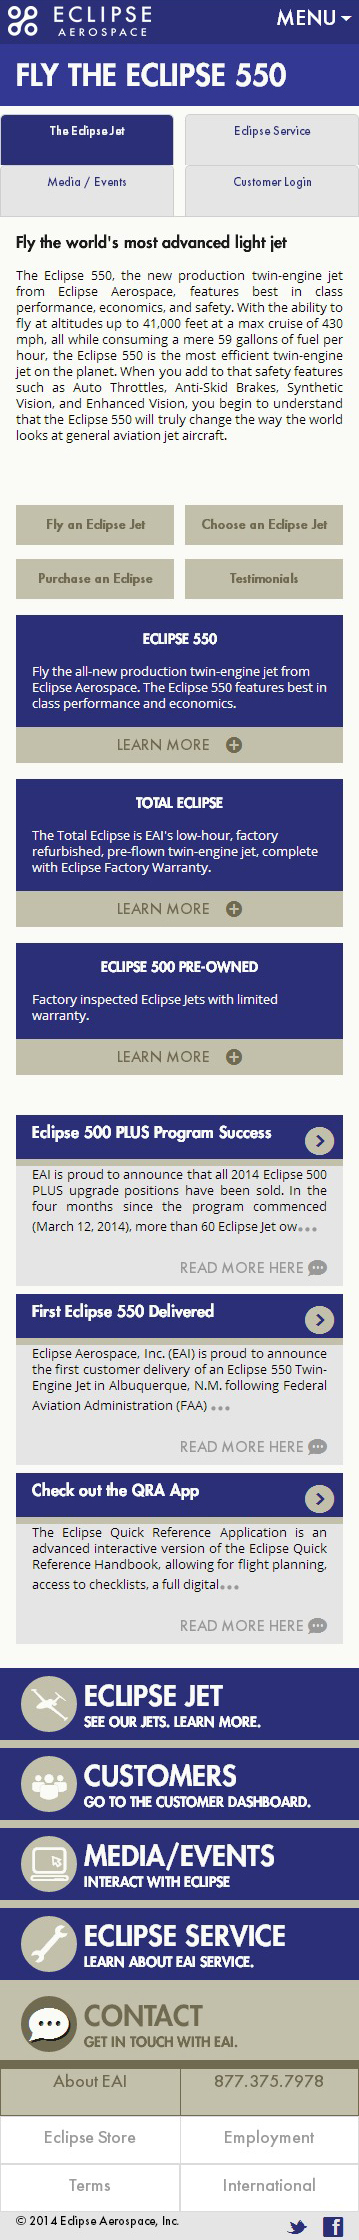 ECLIPSE
AEROSPACE
MENU
FLY THE ECLIPSE 550
The Eclipse Jet
Eclipse Service
Media / Events
Customer Login
Fly the world's most advanced light jet
The Eclipse 550, the new production twin-engine jet
from Eclipse Aerospace, features best in class
performance, economics, and safety. With the ability to
fly at altitudes up to 41,000 feet at a max cruise of 430
mph, all while consuming a mere 59 gallons of fuel per
hour, the Eclipse 550 is the most efficient twin-engine
jet on the planet. When you add to that safety features
such as Auto Throttles, Anti-Skid Brakes, Synthetic
Vision, and Enhanced Vision, you begin to understand
that the Eclipse 550 will truly change the way the world
looks at general aviation jet aircraft.
Fly an Eclipse Jet
Choose an Eclipse Jet
Purchase an Eclipse
Testimonials
ECLIPSE 550
Fly the all-new production twin-engine jet from
Eclipse Aerospace. The Eclipse 550 features best in
class performance and economics.
LEARN MORE
TOTAL ECLIPSE
The Total Eclipse is EAI's low-hour, factory
refurbished, pre-flown twin-engine jet, complete
with Eclipse Factory Warranty.
LEARN MORE
ECLIPSE 500 PRE-OWNED
Factory inspected Eclipse Jets with limited
warranty.
LEARN MORE
Eclipse 500 PLUS Program Success
EAI is proud to announce that all 2014 Eclipse 500
PLUS upgrade positions have been sold. In the
four months since the program commenced
(March 12, 2014), more than 60 Eclipse Jet ow...
READ MORE HERE
First Eclipse 550 Delivered
Eclipse Aerospace, Inc. (EAI) is proud to announce
the first customer delivery of an Eclipse 550 Twin-
Engine Jet in Albuquerque, N.M. following Federal
Aviation Administration (FAA) ...
READ MORE HERE
Check out the QRA App
The Eclipse Quick Reference Application is an
advanced interactive version of the Eclipse Quick
Reference Handbook, allowing for flight planning,
access to checklists, a full digital...
READ MORE HERE
ECLIPSE JET
SEE OUR JETS. LEARN MORE.
CUSTOMERS
GO TO THE CUSTOMER DASHBOARD.
MEDIA/EVENTS
INTERACT WITH ECLIPSE
ECLIPSE SERVICE
LEARN ABOUT EAI SERVICE.
CONTACT
GET IN TOUCH WITH EAI.
About EAI
877.375.7978
Eclipse Store
Employment
Terms
International
© 2014 Eclipse Aerospace, Inc.